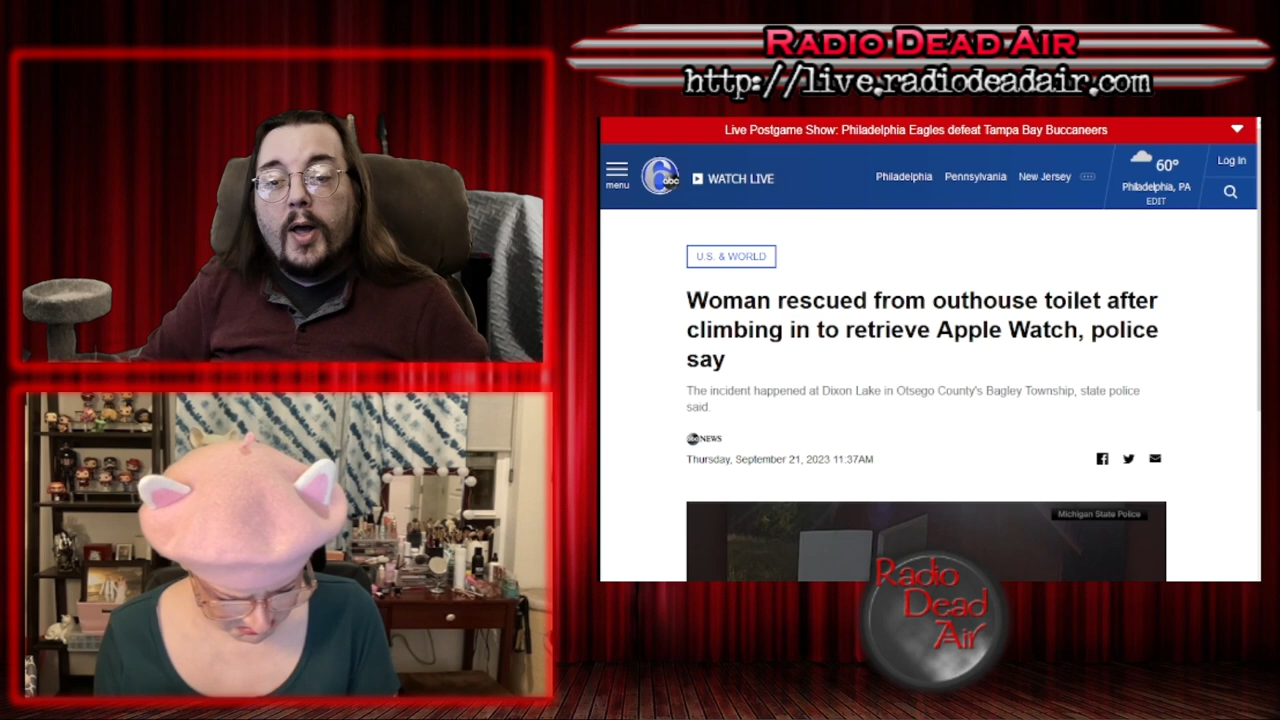 RADIO DEAD AIR
http://live.radiodeadair.com
Live Postgame Show: Philadelphia Eagles defeat Tampa Bay Buccaneers
menu
6abc
WATCH LIVE
Philadelphia
Pennsylvania
New Jersey
60°
Philadelphia, PA
EDIT
Log In
U.S. & WORLD
Woman rescued from outhouse toilet after
climbing in to retrieve Apple Watch, police
say
The incident happened at Dixon Lake in Otsego County's Bagley Township, state police
said.
abcNEWS
Thursday, September 21, 2023 11:37AM
Michigan State Police
Radio
Dead
Air